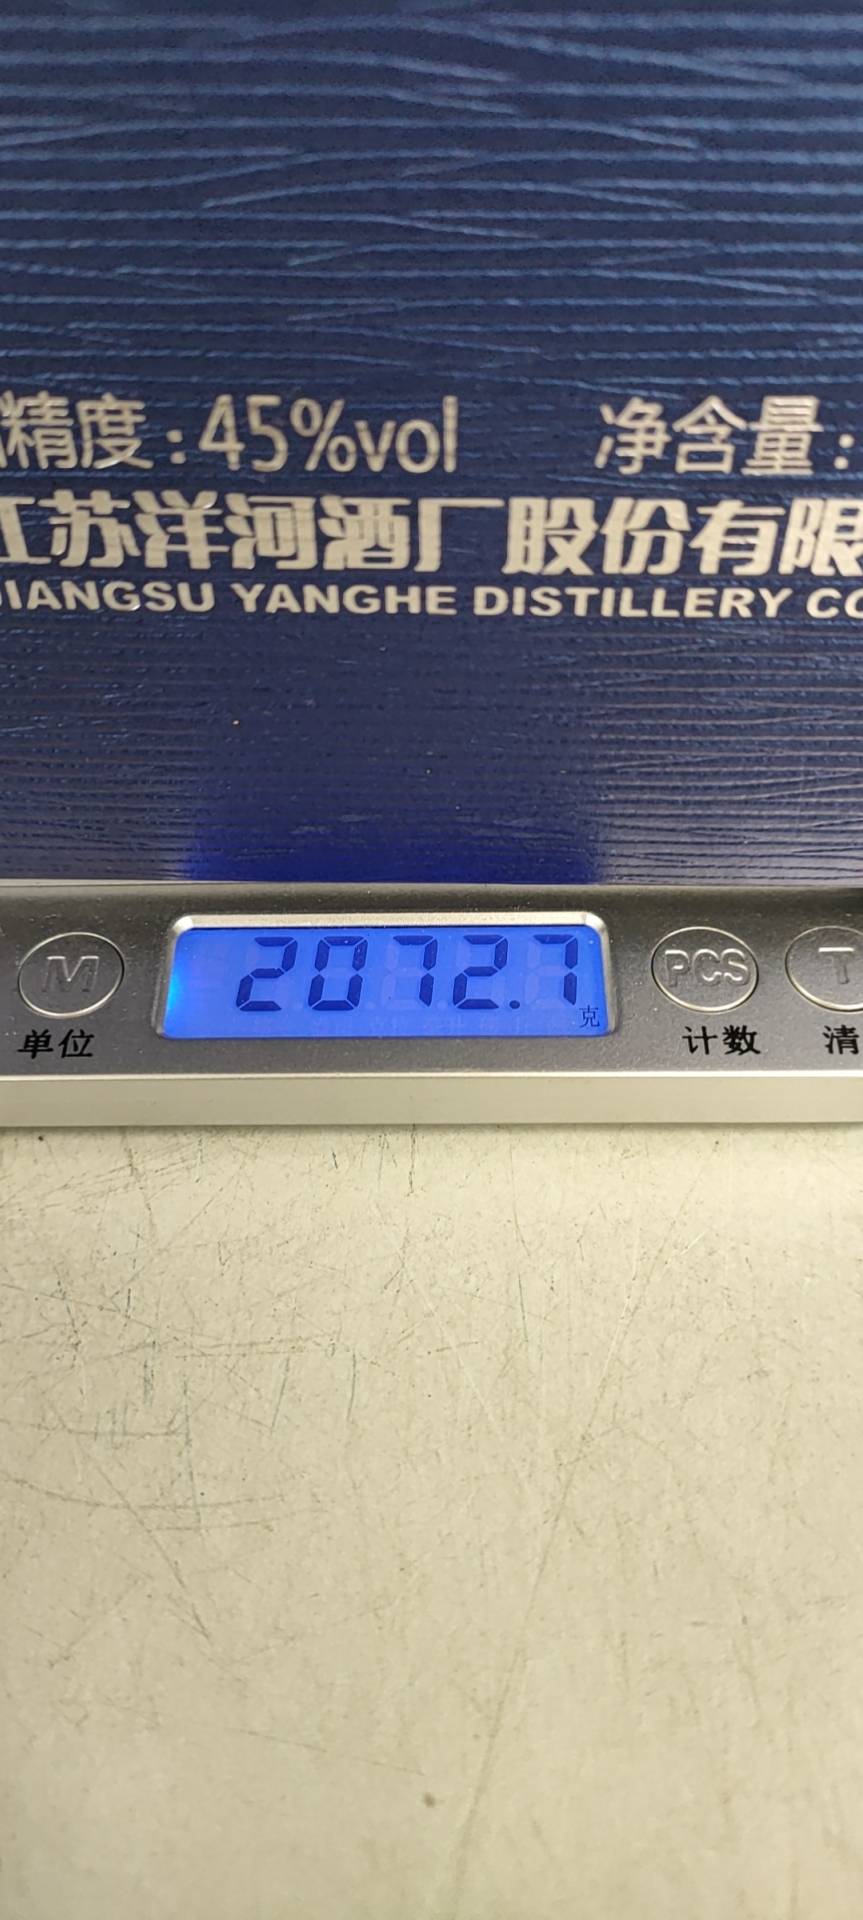 精度:45%vol 净含量:
江苏洋河酒厂股份有限
JIANGSU YANGHE DISTILLERY CO
M 2072.7 克 PCS T
单位 计数 清